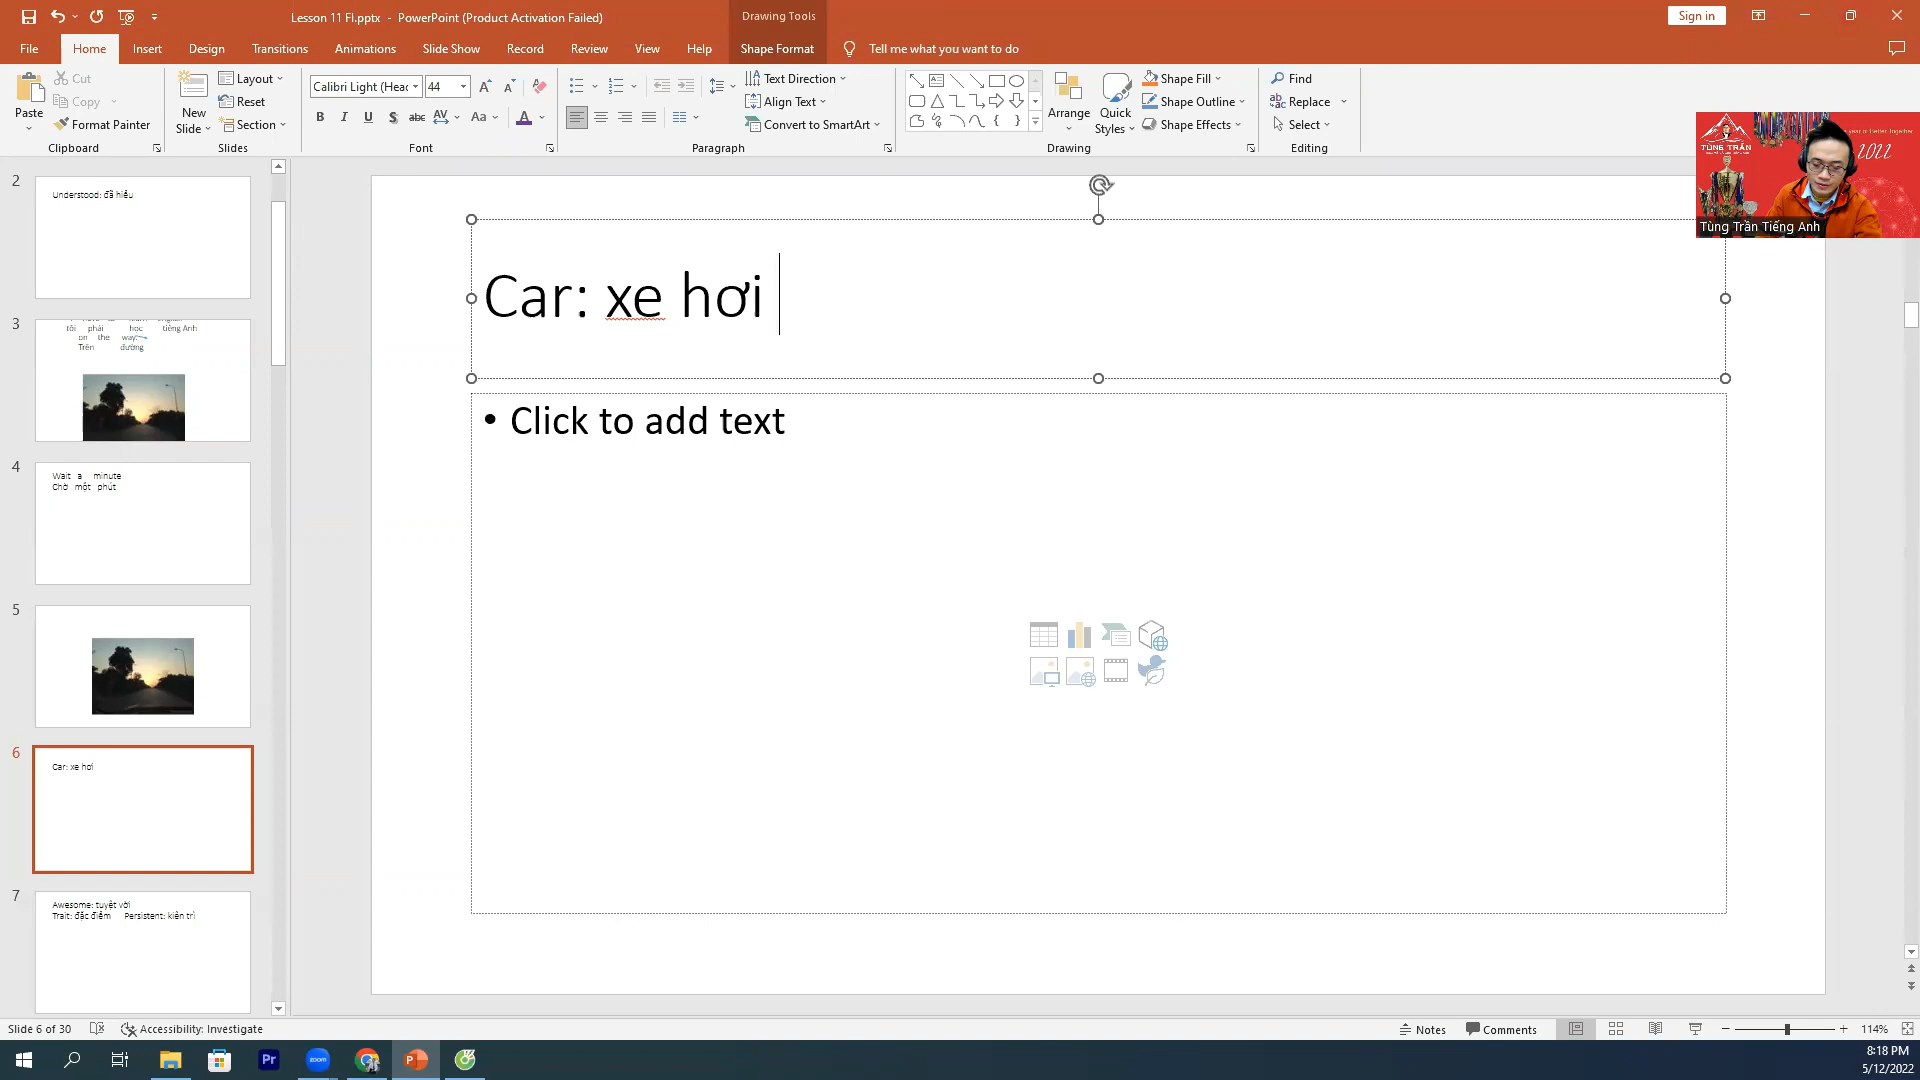 Lesson 11 FI.pptx - PowerPoint (Product Activation Failed)
Drawing Tools
Sign in
File
Home
Insert
Design
Transitions
Animations
Slide Show
Record
Review
View
Help
Shape Format
Tell me what you want to do
Paste
Cut
Copy
Format Painter
Clipboard
New Slide
Layout
Reset
Section
Slides
Calibri Light (Heac
44
Font
Text Direction
Align Text
Convert to SmartArt
Paragraph
Arrange
Quick Styles
Shape Fill
Shape Outline
Shape Effects
Drawing
Find
Replace
Select
Editing
TÙNG TRẦN
2022
Tùng Trần Tiếng Anh
2
Understood: đã hiểu
3
tôi phải học tiếng Anh
on the way
Trên đường
4
Wait a minute
Chờ một phút
5
6
Car: xe hơi
7
Awesome: tuyệt vời
Trait: đặc điểm Persistent: kiên trì
Car: xe hơi
• Click to add text
Slide 6 of 30
Accessibility: Investigate
Notes
Comments
114%
8:18 PM
5/12/2022